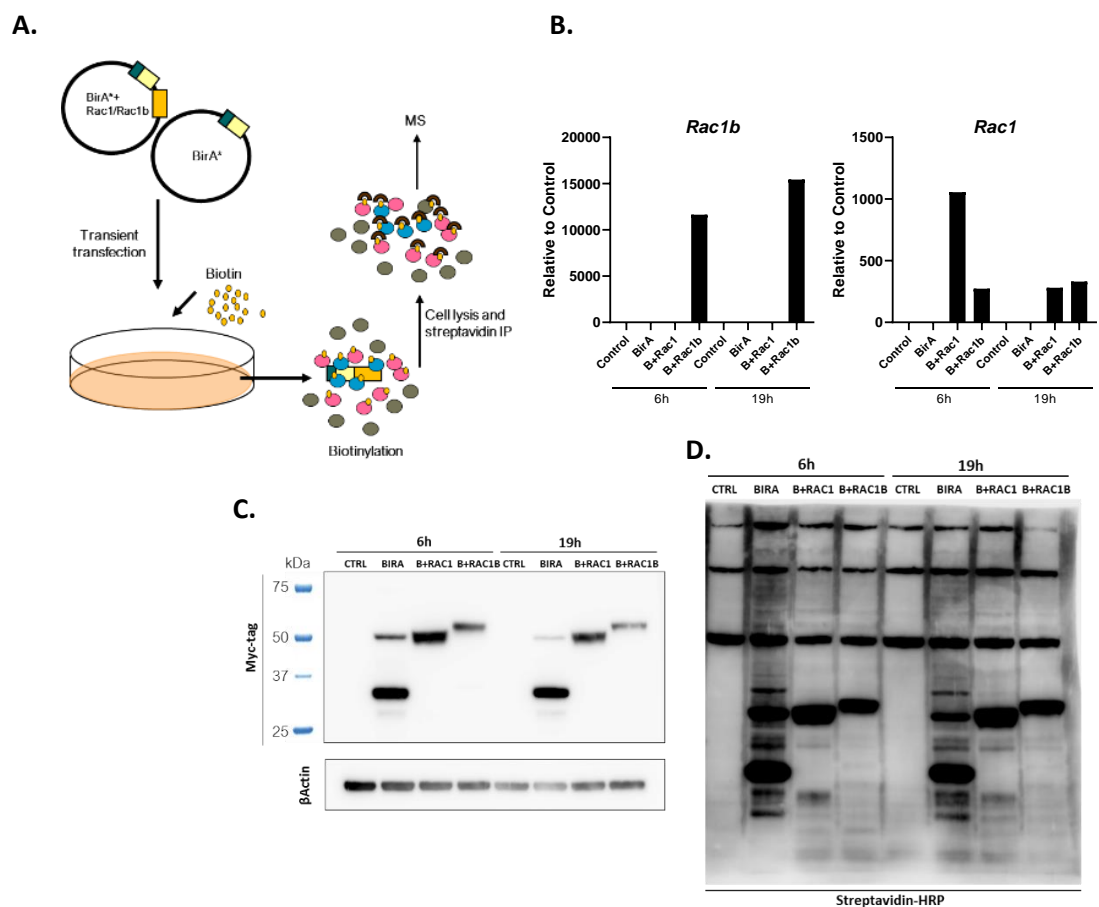 A.
BirA*+
Rac1/Rac1b
BirA*
Transient
transfection
Biotin
Biotinylation
Cell lysis and
streptavidin IP
MS
B.
Rac1b
Relative to Control
20000
15000
10000
5000
0
Control
BirA
B+Rac1
B+Rac1b
Control
BirA
B+Rac1
B+Rac1b
6h
19h
Rac1
Relative to Control
1500
1000
500
0
Control
BirA
B+Rac1
B+Rac1b
Control
BirA
B+Rac1
B+Rac1b
6h
19h
C.
6h 19h
kDa CTRL BIRA B+RAC1 B+RAC1B CTRL BIRA B+RAC1 B+RAC1B
Myc-tag
75
50
37
25
βActin
D.
6h 19h
CTRL BIRA B+RAC1 B+RAC1B CTRL BIRA B+RAC1 B+RAC1B
Streptavidin-HRP